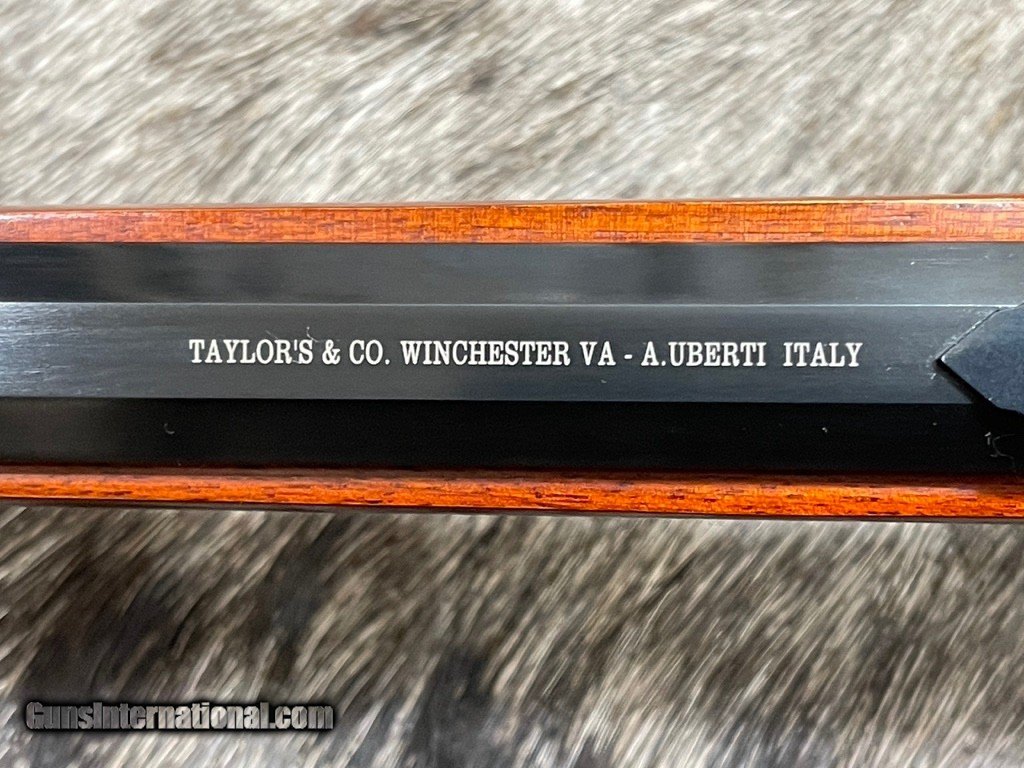 TAYLOR'S & CO. WINCHESTER VA - A.UBERTI ITALY
GunsInternational.com